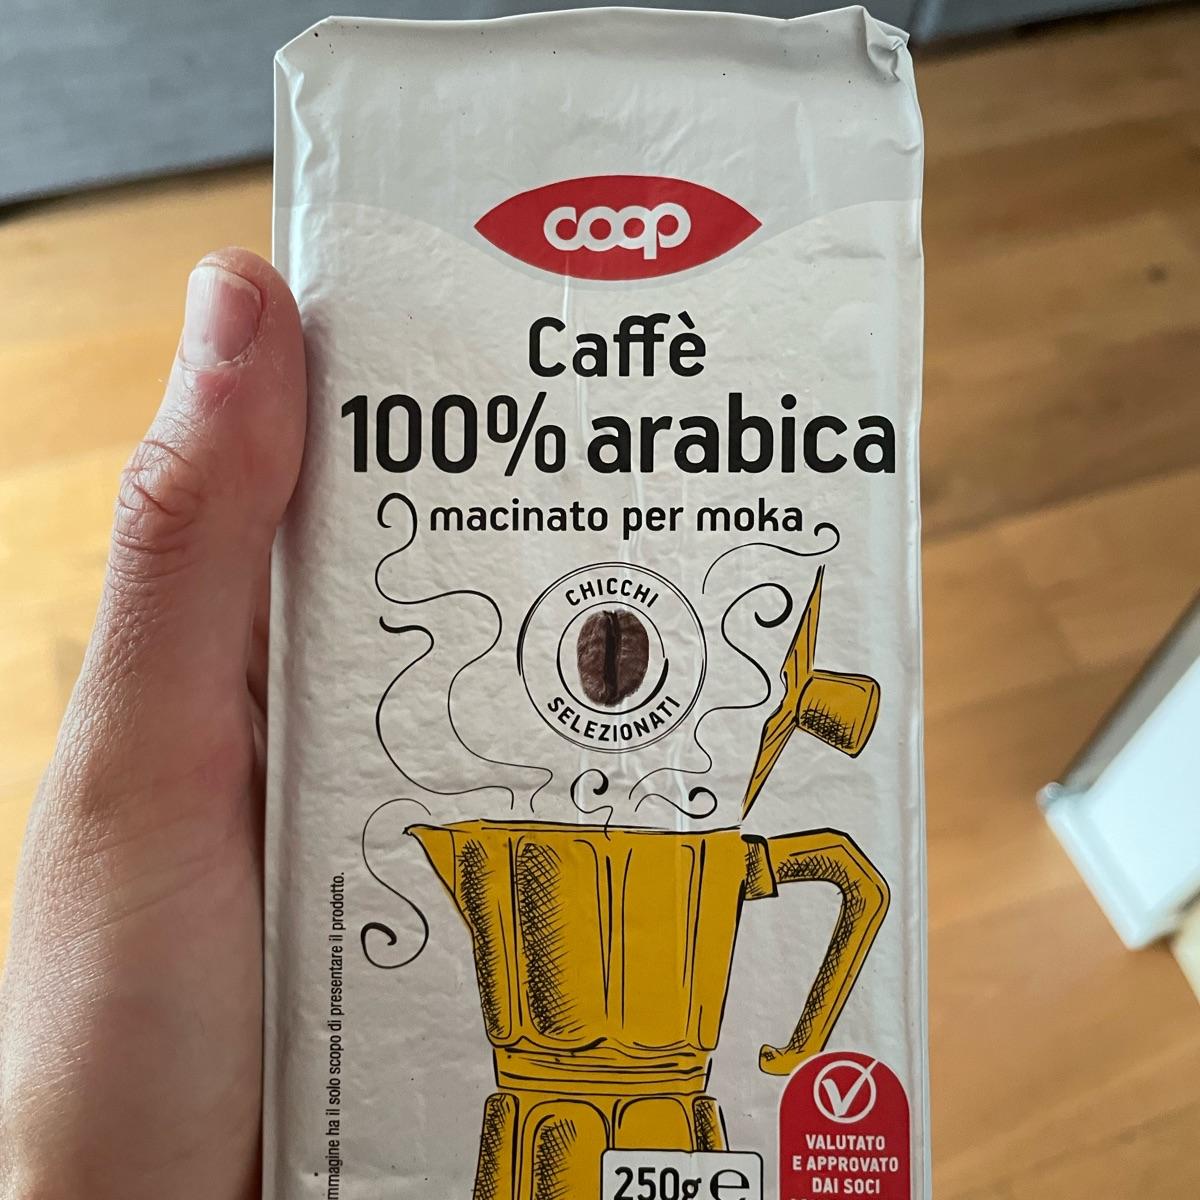 coop
Caffè
100% arabica
macinato per moka
CHICCHI
SELEZIONATI
immagine ha il solo scopo di presentare il prodotto.
VALUTATO
E APPROVATO
DAI SOCI
250g e